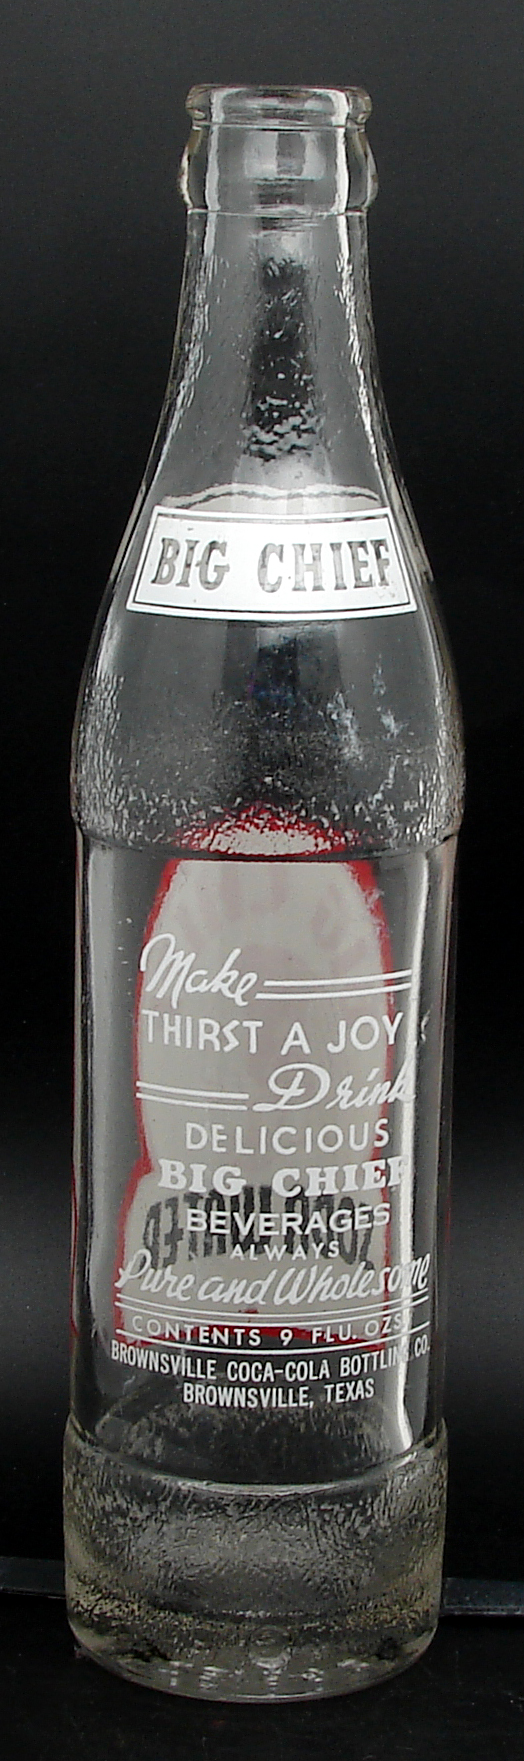 BIG CHIEF
Make
THIRST A JOY
Drink
DELICIOUS
BIG CHIEF
BEVERAGES
ALWAYS
Pure and Wholesome
CONTENTS 9 FLU. OZS.
BROWNSVILLE COCA-COLA BOTTLING CO.
BROWNSVILLE, TEXAS